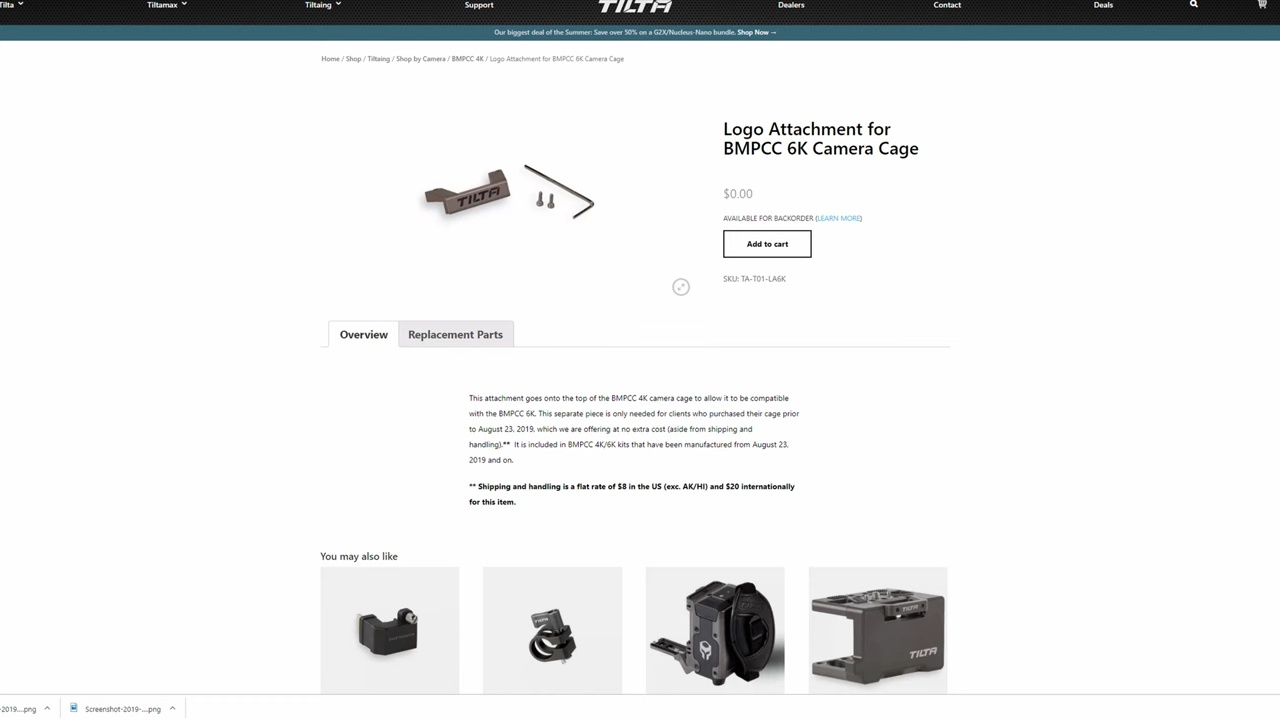 Tilta
Tiltamax
Tiltaing
Support
TILTA
Dealers
Contact
Deals
Our biggest deal of the Summer: Save over 50% on a G2X/Nucleus-Nano bundle. Shop Now →
Home / Shop / Tiltaing / Shop by Camera / BMPCC 4K / Logo Attachment for BMPCC 6K Camera Cage
Logo Attachment for
BMPCC 6K Camera Cage
TILTA
$0.00
AVAILABLE FOR BACKORDER (LEARN MORE)
Add to cart
SKU: TA-T01-LA6K
Overview
Replacement Parts
This attachment goes onto the top of the BMPCC 4K camera cage to allow it to be compatible
with the BMPCC 6K. This separate piece is only needed for clients who purchased their cage prior
to August 23, 2019, which we are offering at no extra cost (aside from shipping and
handling).** It is included in BMPCC 4K/6K kits that have been manufactured from August 23,
2019 and on.
** Shipping and handling is a flat rate of $8 in the US (exc. AK/HI) and $20 internationally
for this item.
You may also like
TILTA
TILTA
TILTA
-2019....png
Screenshot-2019-....png